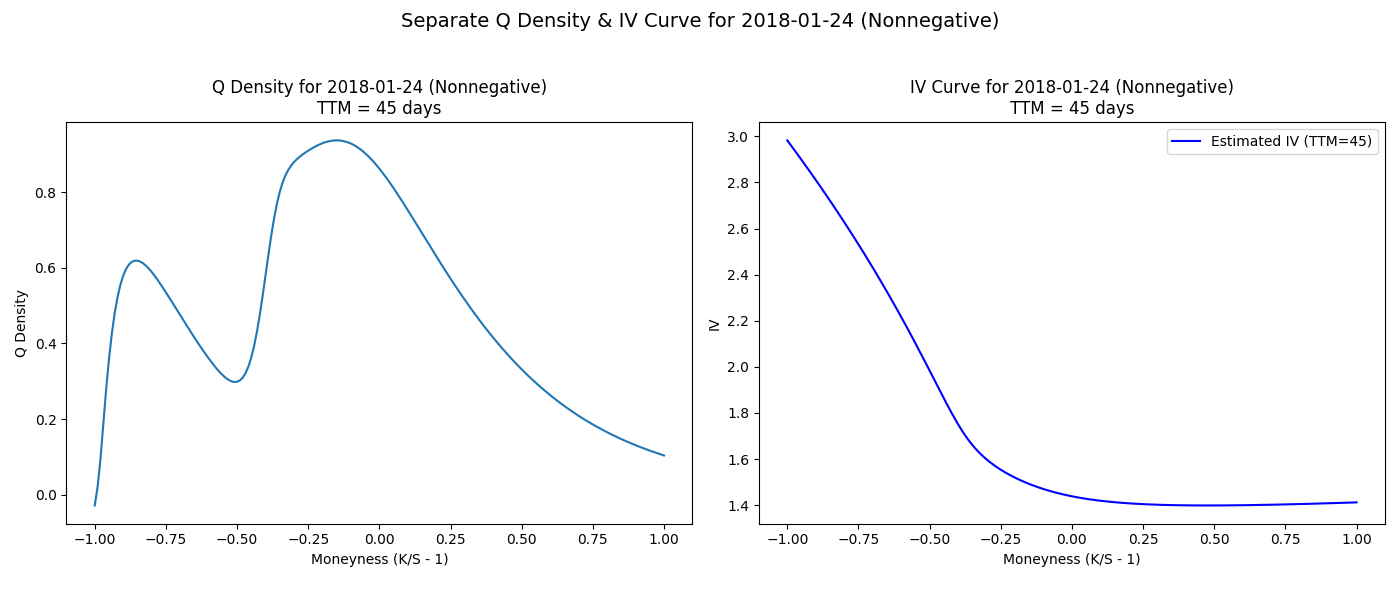 Separate Q Density & IV Curve for 2018-01-24 (Nonnegative)
Q Density for 2018-01-24 (Nonnegative)
TTM = 45 days
Q Density
0.8
0.6
0.4
0.2
0.0
−1.00 −0.75 −0.50 −0.25 0.00 0.25 0.50 0.75 1.00
Moneyness (K/S - 1)
IV Curve for 2018-01-24 (Nonnegative)
TTM = 45 days
Estimated IV (TTM=45)
IV
3.0
2.8
2.6
2.4
2.2
2.0
1.8
1.6
1.4
−1.00 −0.75 −0.50 −0.25 0.00 0.25 0.50 0.75 1.00
Moneyness (K/S - 1)